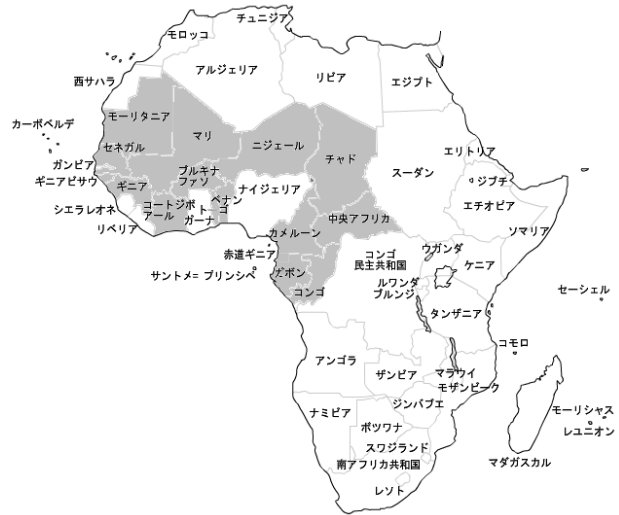 チュニジア
モロッコ
アルジェリア
リビア
エジプト
西サハラ
モーリタニア
カーボベルデ
マリ
ニジェール
チャド
スーダン
エリトリア
セネガル
ガンビア
ギニアビサウ
ギニア
ブルキナ
ファソ
ナイジェリア
ジブチ
エチオピア
シエラレオネ
コートジボ
アール
ト
ー
ガーナ
ベナン
ゴ
中央アフリカ
ソマリア
リベリア
カメルーン
赤道ギニア
サントメ= プリンシペ
ガボン
コンゴ
コンゴ
民主共和国
ウガンダ
ケニア
ルワンダ
ブルンジ
セーシェル
タンザニア
コモロ
アンゴラ
ザンビア
マラウイ
モザンビーク
ナミビア
ジンバブエ
ボツワナ
モーリシャス
レユニオン
スワジランド
南アフリカ共和国
マダガスカル
レソト